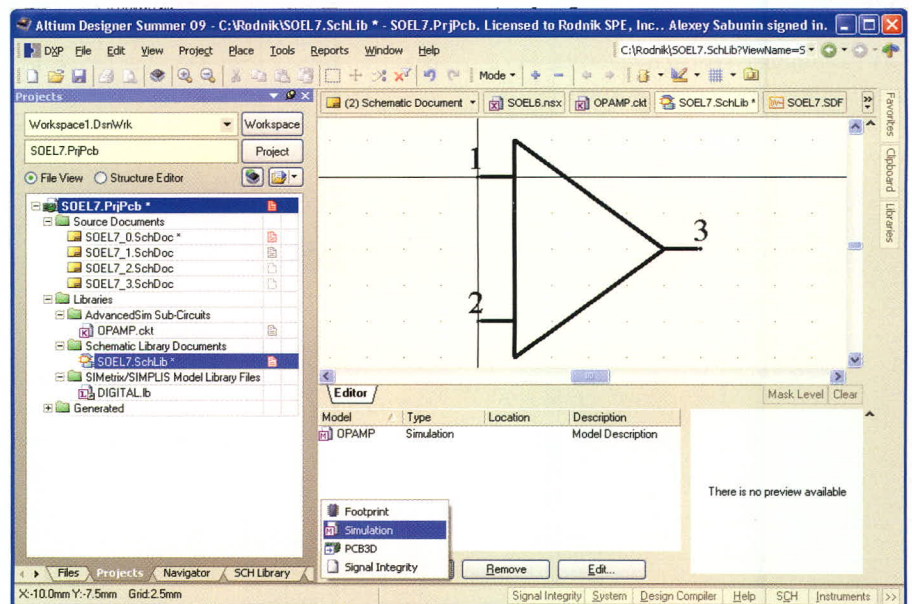 Altium Designer Summer 09 - C:\Rodnik\SOEL7.SchLib * - SOEL7.PrjPcb. Licensed to Rodnik SPE, Inc.. Alexey Sabunin signed in.
DXP File Edit View Project Place Tools Reports Window Help C:\Rodnik\SOEL7.SchLib?ViewName=S
Mode
Projects
(2) Schematic Document SOEL6.nsx OPAMP.ckt SOEL7.SchLib * SOEL7.SDF
Workspace1.DsnWrk Workspace
SOEL7.PrjPcb Project
File View Structure Editor
SOEL7.PrjPcb *
Source Documents
SOEL7_0.SchDoc *
SOEL7_1.SchDoc
SOEL7_2.SchDoc
SOEL7_3.SchDoc
Libraries
AdvancedSim Sub-Circuits
OPAMP.ckt
Schematic Library Documents
SOEL7.SchLib *
SIMetrix/SIMPLIS Model Library Files
DIGITAL.lb
Generated
1
2
3
Favorites
Clipboard
Libraries
Editor Mask Level Clear
Model Type Location Description
OPAMP Simulation Model Description
There is no preview available
Footprint
Simulation
PCB3D
Signal Integrity
Remove Edit...
Files Projects Navigator SCH Library
X:-10.0mm Y:-7.5mm Grid:2.5mm Signal Integrity System Design Compiler Help SCH Instruments >>